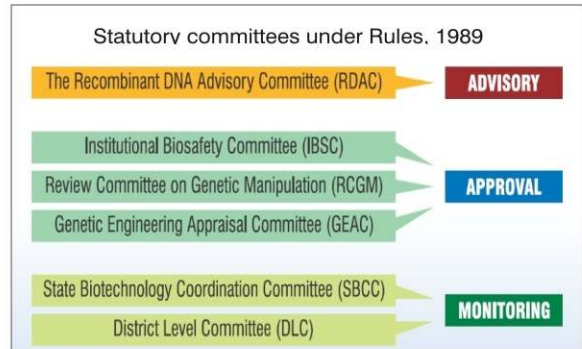 Statutory committees under Rules, 1989
The Recombinant DNA Advisory Committee (RDAC)
ADVISORY
Institutional Biosafety Committee (IBSC)
Review Committee on Genetic Manipulation (RCGM)
APPROVAL
Genetic Engineering Appraisal Committee (GEAC)
State Biotechnology Coordination Committee (SBCC)
MONITORING
District Level Committee (DLC)